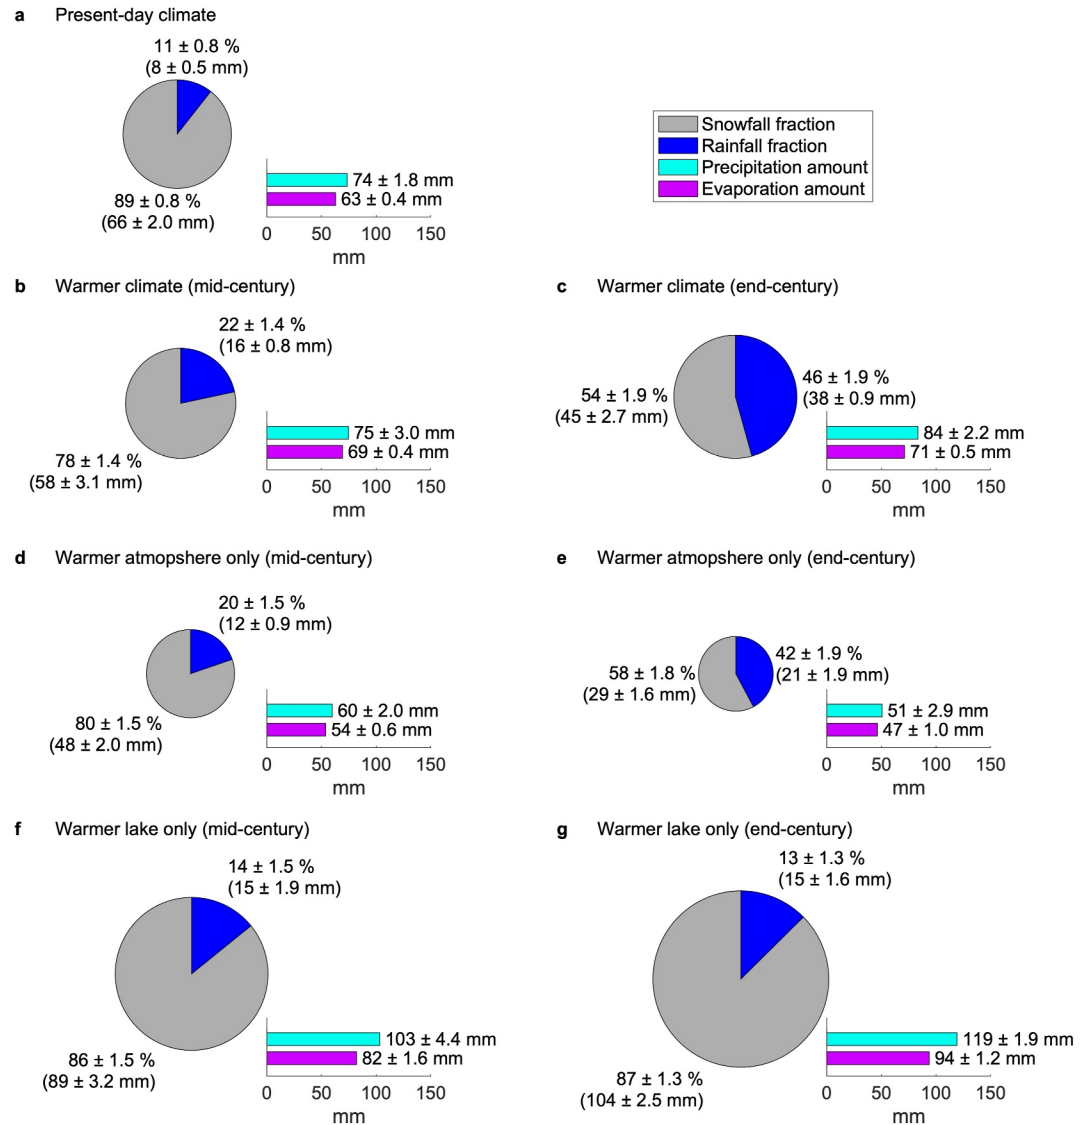 a Present-day climate
11 ± 0.8 %
(8 ± 0.5 mm)
89 ± 0.8 %
(66 ± 2.0 mm)
74 ± 1.8 mm
63 ± 0.4 mm
0 50 100 150
mm
Snowfall fraction
Rainfall fraction
Precipitation amount
Evaporation amount
b Warmer climate (mid-century)
22 ± 1.4 %
(16 ± 0.8 mm)
78 ± 1.4 %
(58 ± 3.1 mm)
75 ± 3.0 mm
69 ± 0.4 mm
0 50 100 150
mm
c Warmer climate (end-century)
54 ± 1.9 %
(45 ± 2.7 mm)
46 ± 1.9 %
(38 ± 0.9 mm)
84 ± 2.2 mm
71 ± 0.5 mm
0 50 100 150
mm
d Warmer atmopshere only (mid-century)
20 ± 1.5 %
(12 ± 0.9 mm)
80 ± 1.5 %
(48 ± 2.0 mm)
60 ± 2.0 mm
54 ± 0.6 mm
0 50 100 150
mm
e Warmer atmopshere only (end-century)
58 ± 1.8 %
(29 ± 1.6 mm)
42 ± 1.9 %
(21 ± 1.9 mm)
51 ± 2.9 mm
47 ± 1.0 mm
0 50 100 150
mm
f Warmer lake only (mid-century)
14 ± 1.5 %
(15 ± 1.9 mm)
86 ± 1.5 %
(89 ± 3.2 mm)
103 ± 4.4 mm
82 ± 1.6 mm
0 50 100 150
mm
g Warmer lake only (end-century)
13 ± 1.3 %
(15 ± 1.6 mm)
87 ± 1.3 %
(104 ± 2.5 mm)
119 ± 1.9 mm
94 ± 1.2 mm
0 50 100 150
mm